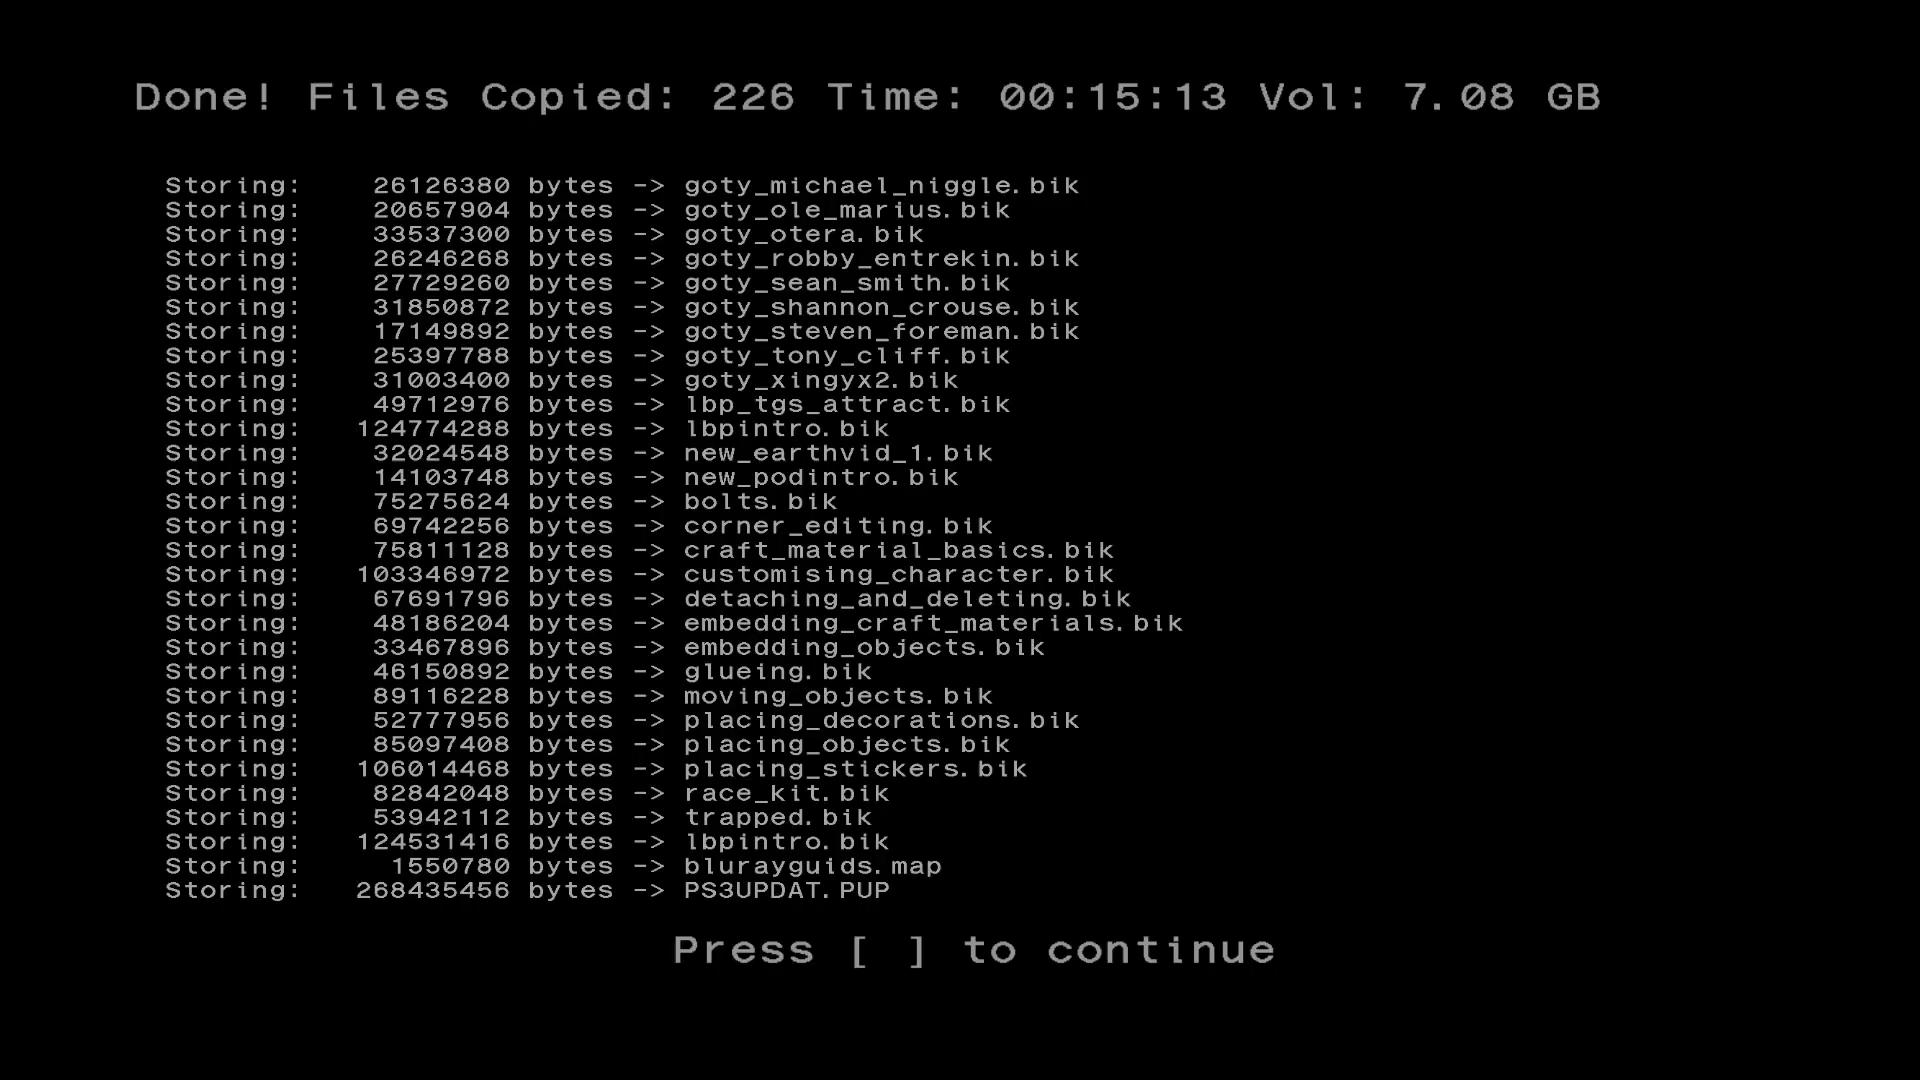 Done! Files Copied: 226 Time: 00:15:13 Vol: 7.08 GB
Storing: 26126380 bytes -> goty_michael_niggle.bik
Storing: 20657904 bytes -> goty_ole_marius.bik
Storing: 33537300 bytes -> goty_otera.bik
Storing: 26246268 bytes -> goty_robby_entrekin.bik
Storing: 27729260 bytes -> goty_sean_smith.bik
Storing: 31850872 bytes -> goty_shannon_crouse.bik
Storing: 17149892 bytes -> goty_steven_foreman.bik
Storing: 25397788 bytes -> goty_tony_cliff.bik
Storing: 31003400 bytes -> goty_xingyx2.bik
Storing: 49712976 bytes -> lbp_tgs_attract.bik
Storing: 124774288 bytes -> lbpintro.bik
Storing: 32024548 bytes -> new_earthvid_1.bik
Storing: 14103748 bytes -> new_podintro.bik
Storing: 75275624 bytes -> bolts.bik
Storing: 69742256 bytes -> corner_editing.bik
Storing: 75811128 bytes -> craft_material_basics.bik
Storing: 103346972 bytes -> customising_character.bik
Storing: 67691796 bytes -> detaching_and_deleting.bik
Storing: 48186204 bytes -> embedding_craft_materials.bik
Storing: 33467896 bytes -> embedding_objects.bik
Storing: 46150892 bytes -> glueing.bik
Storing: 89116228 bytes -> moving_objects.bik
Storing: 52777956 bytes -> placing_decorations.bik
Storing: 85097408 bytes -> placing_objects.bik
Storing: 106014468 bytes -> placing_stickers.bik
Storing: 82842048 bytes -> race_kit.bik
Storing: 53942112 bytes -> trapped.bik
Storing: 124531416 bytes -> lbpintro.bik
Storing: 1550780 bytes -> blurayguids.map
Storing: 268435456 bytes -> PS3UPDAT.PUP
Press [ ] to continue